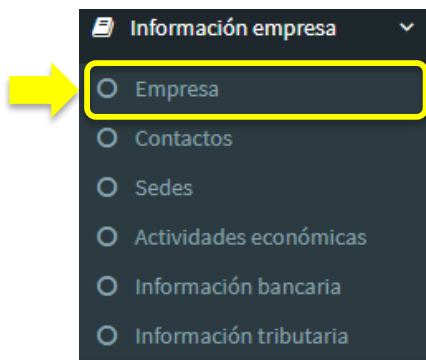 Información empresa
Empresa
Contactos
Sedes
Actividades económicas
Información bancaria
Información tributaria